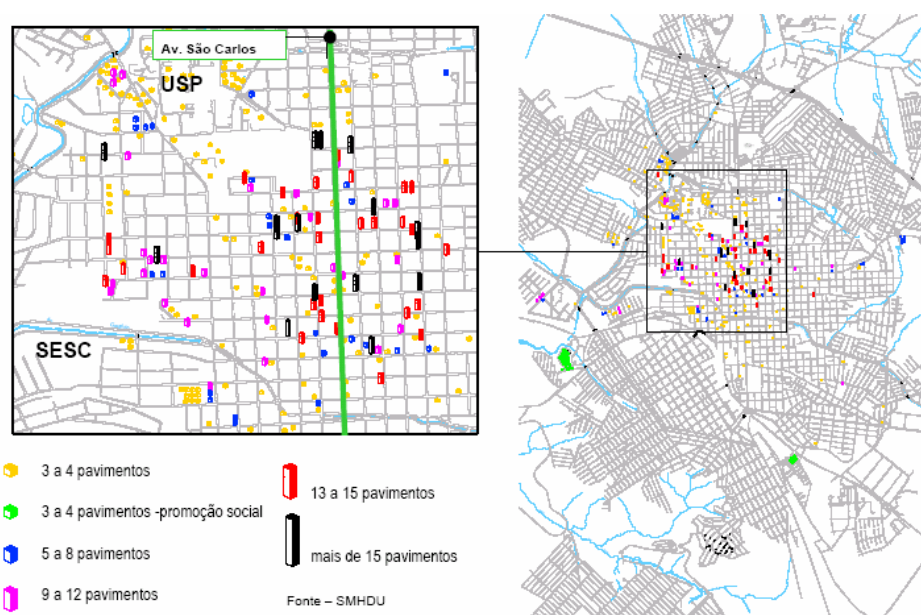 Av. São Carlos
USP
SESC
3 a 4 pavimentos
3 a 4 pavimentos -promoção social
5 a 8 pavimentos
9 a 12 pavimentos
13 a 15 pavimentos
mais de 15 pavimentos
Fonte – SMHDU